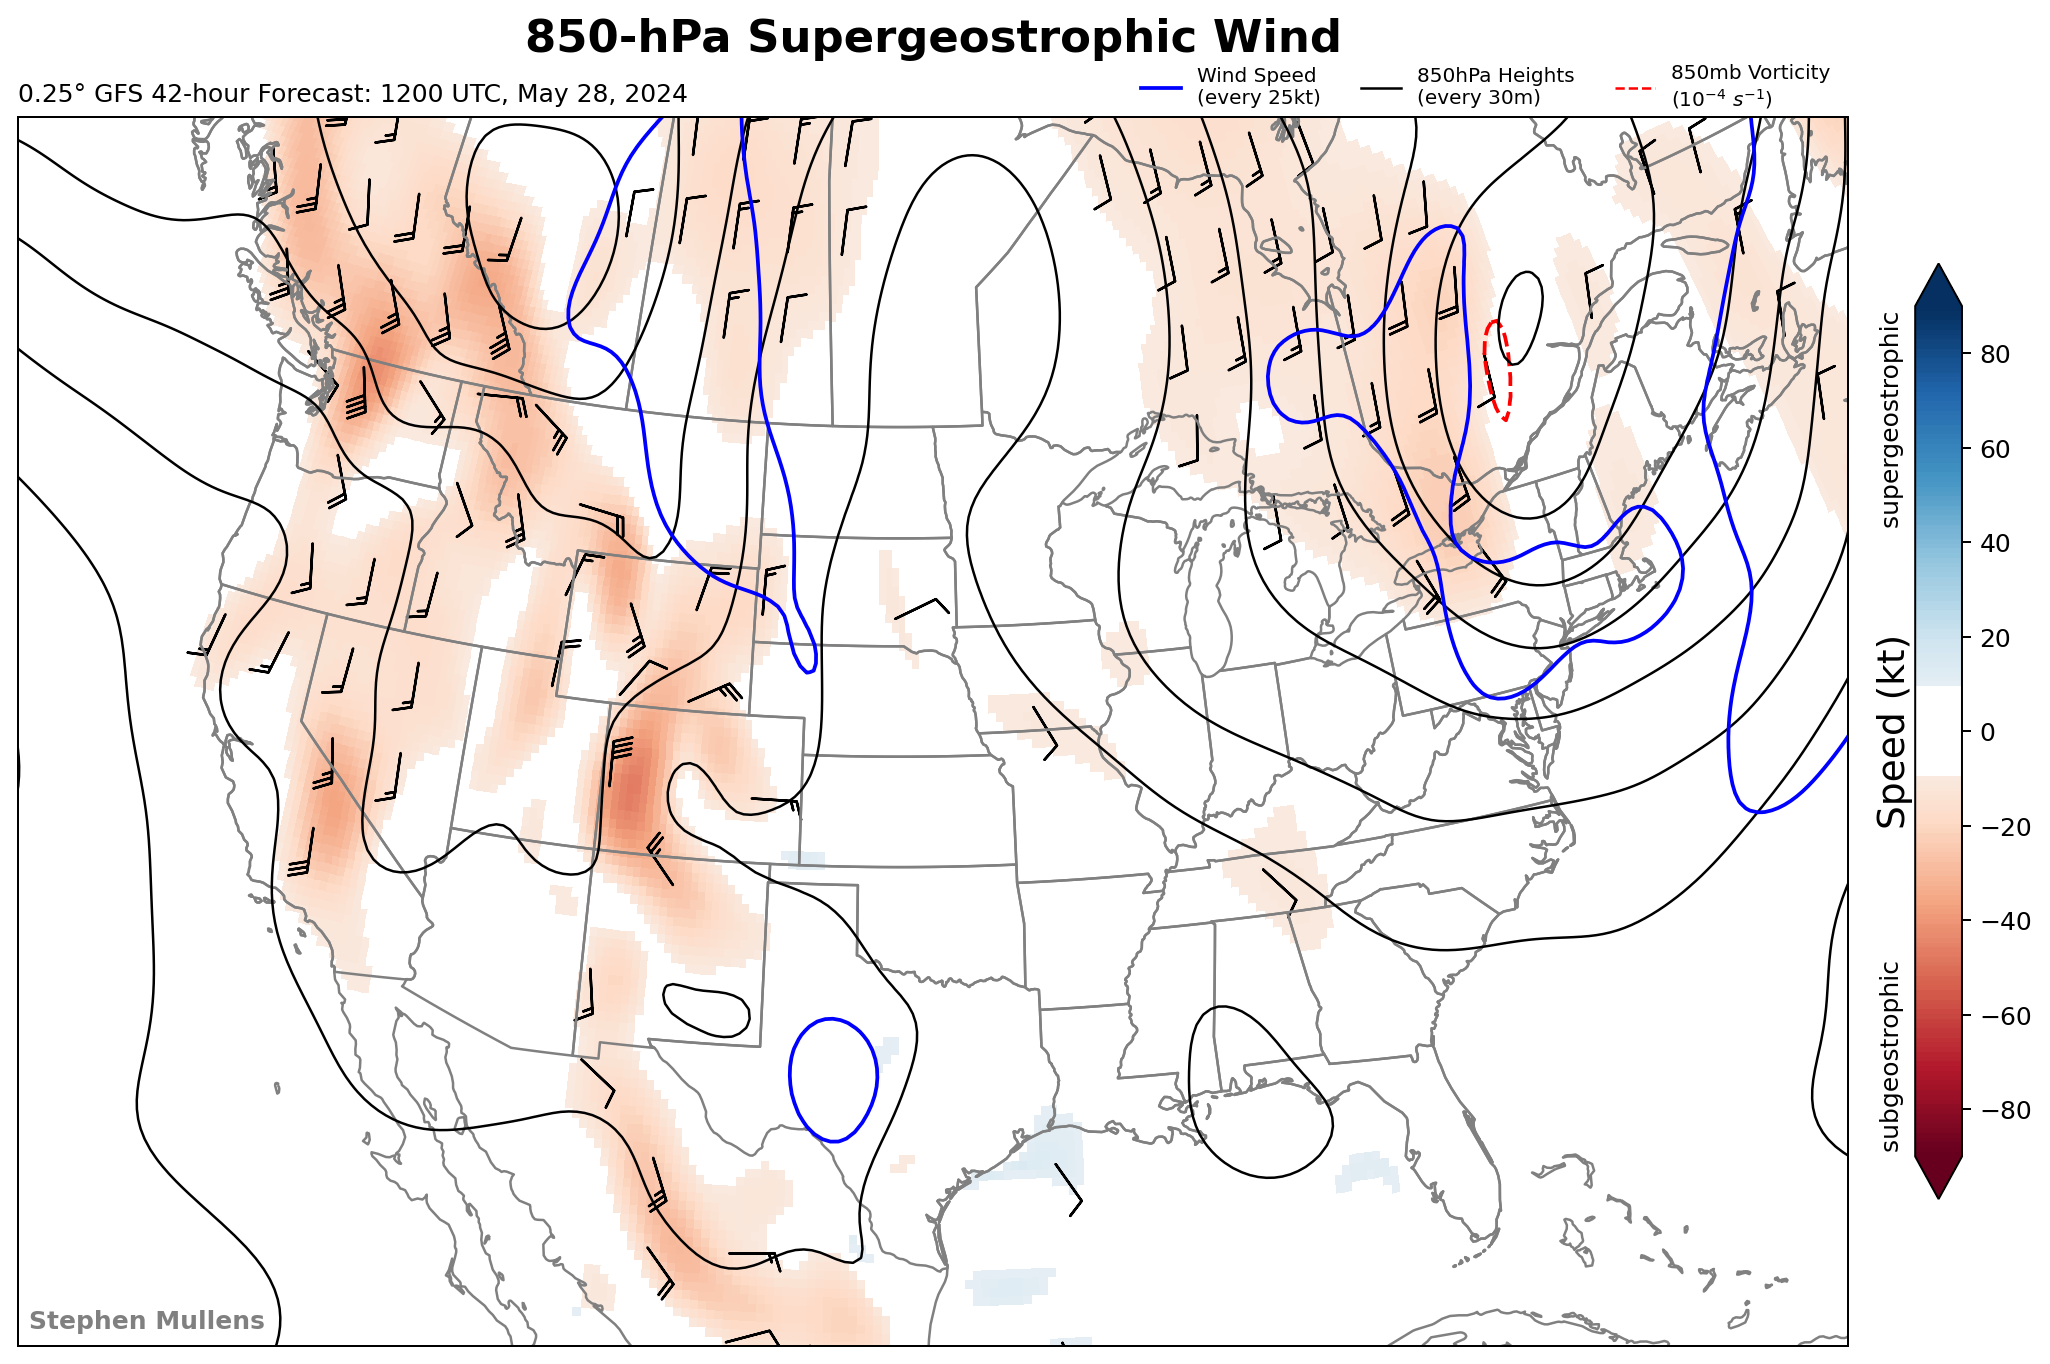 850-hPa Supergeostrophic Wind
0.25° GFS 42-hour Forecast: 1200 UTC, May 28, 2024
Wind Speed
(every 25kt)
850hPa Heights
(every 30m)
850mb Vorticity
(10⁻⁴ s⁻¹)
supergeostrophic
Speed (kt)
subgeostrophic
80
60
40
20
0
−20
−40
−60
−80
Stephen Mullens